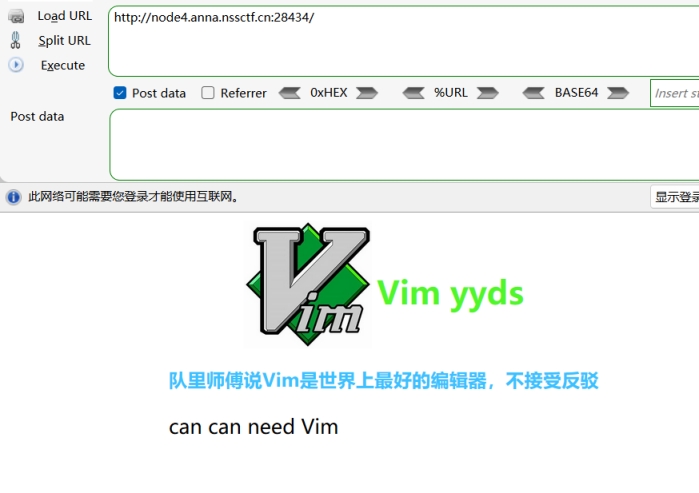 Load URL
http://node4.anna.nssctf.cn:28434/
Split URL
Execute
Post data Referrer 0xHEX %URL BASE64 Insert st
Post data
此网络可能需要您登录才能使用互联网。 显示登录
Vim
Vim yyds
队里师傅说Vim是世界上最好的编辑器，不接受反驳
can can need Vim